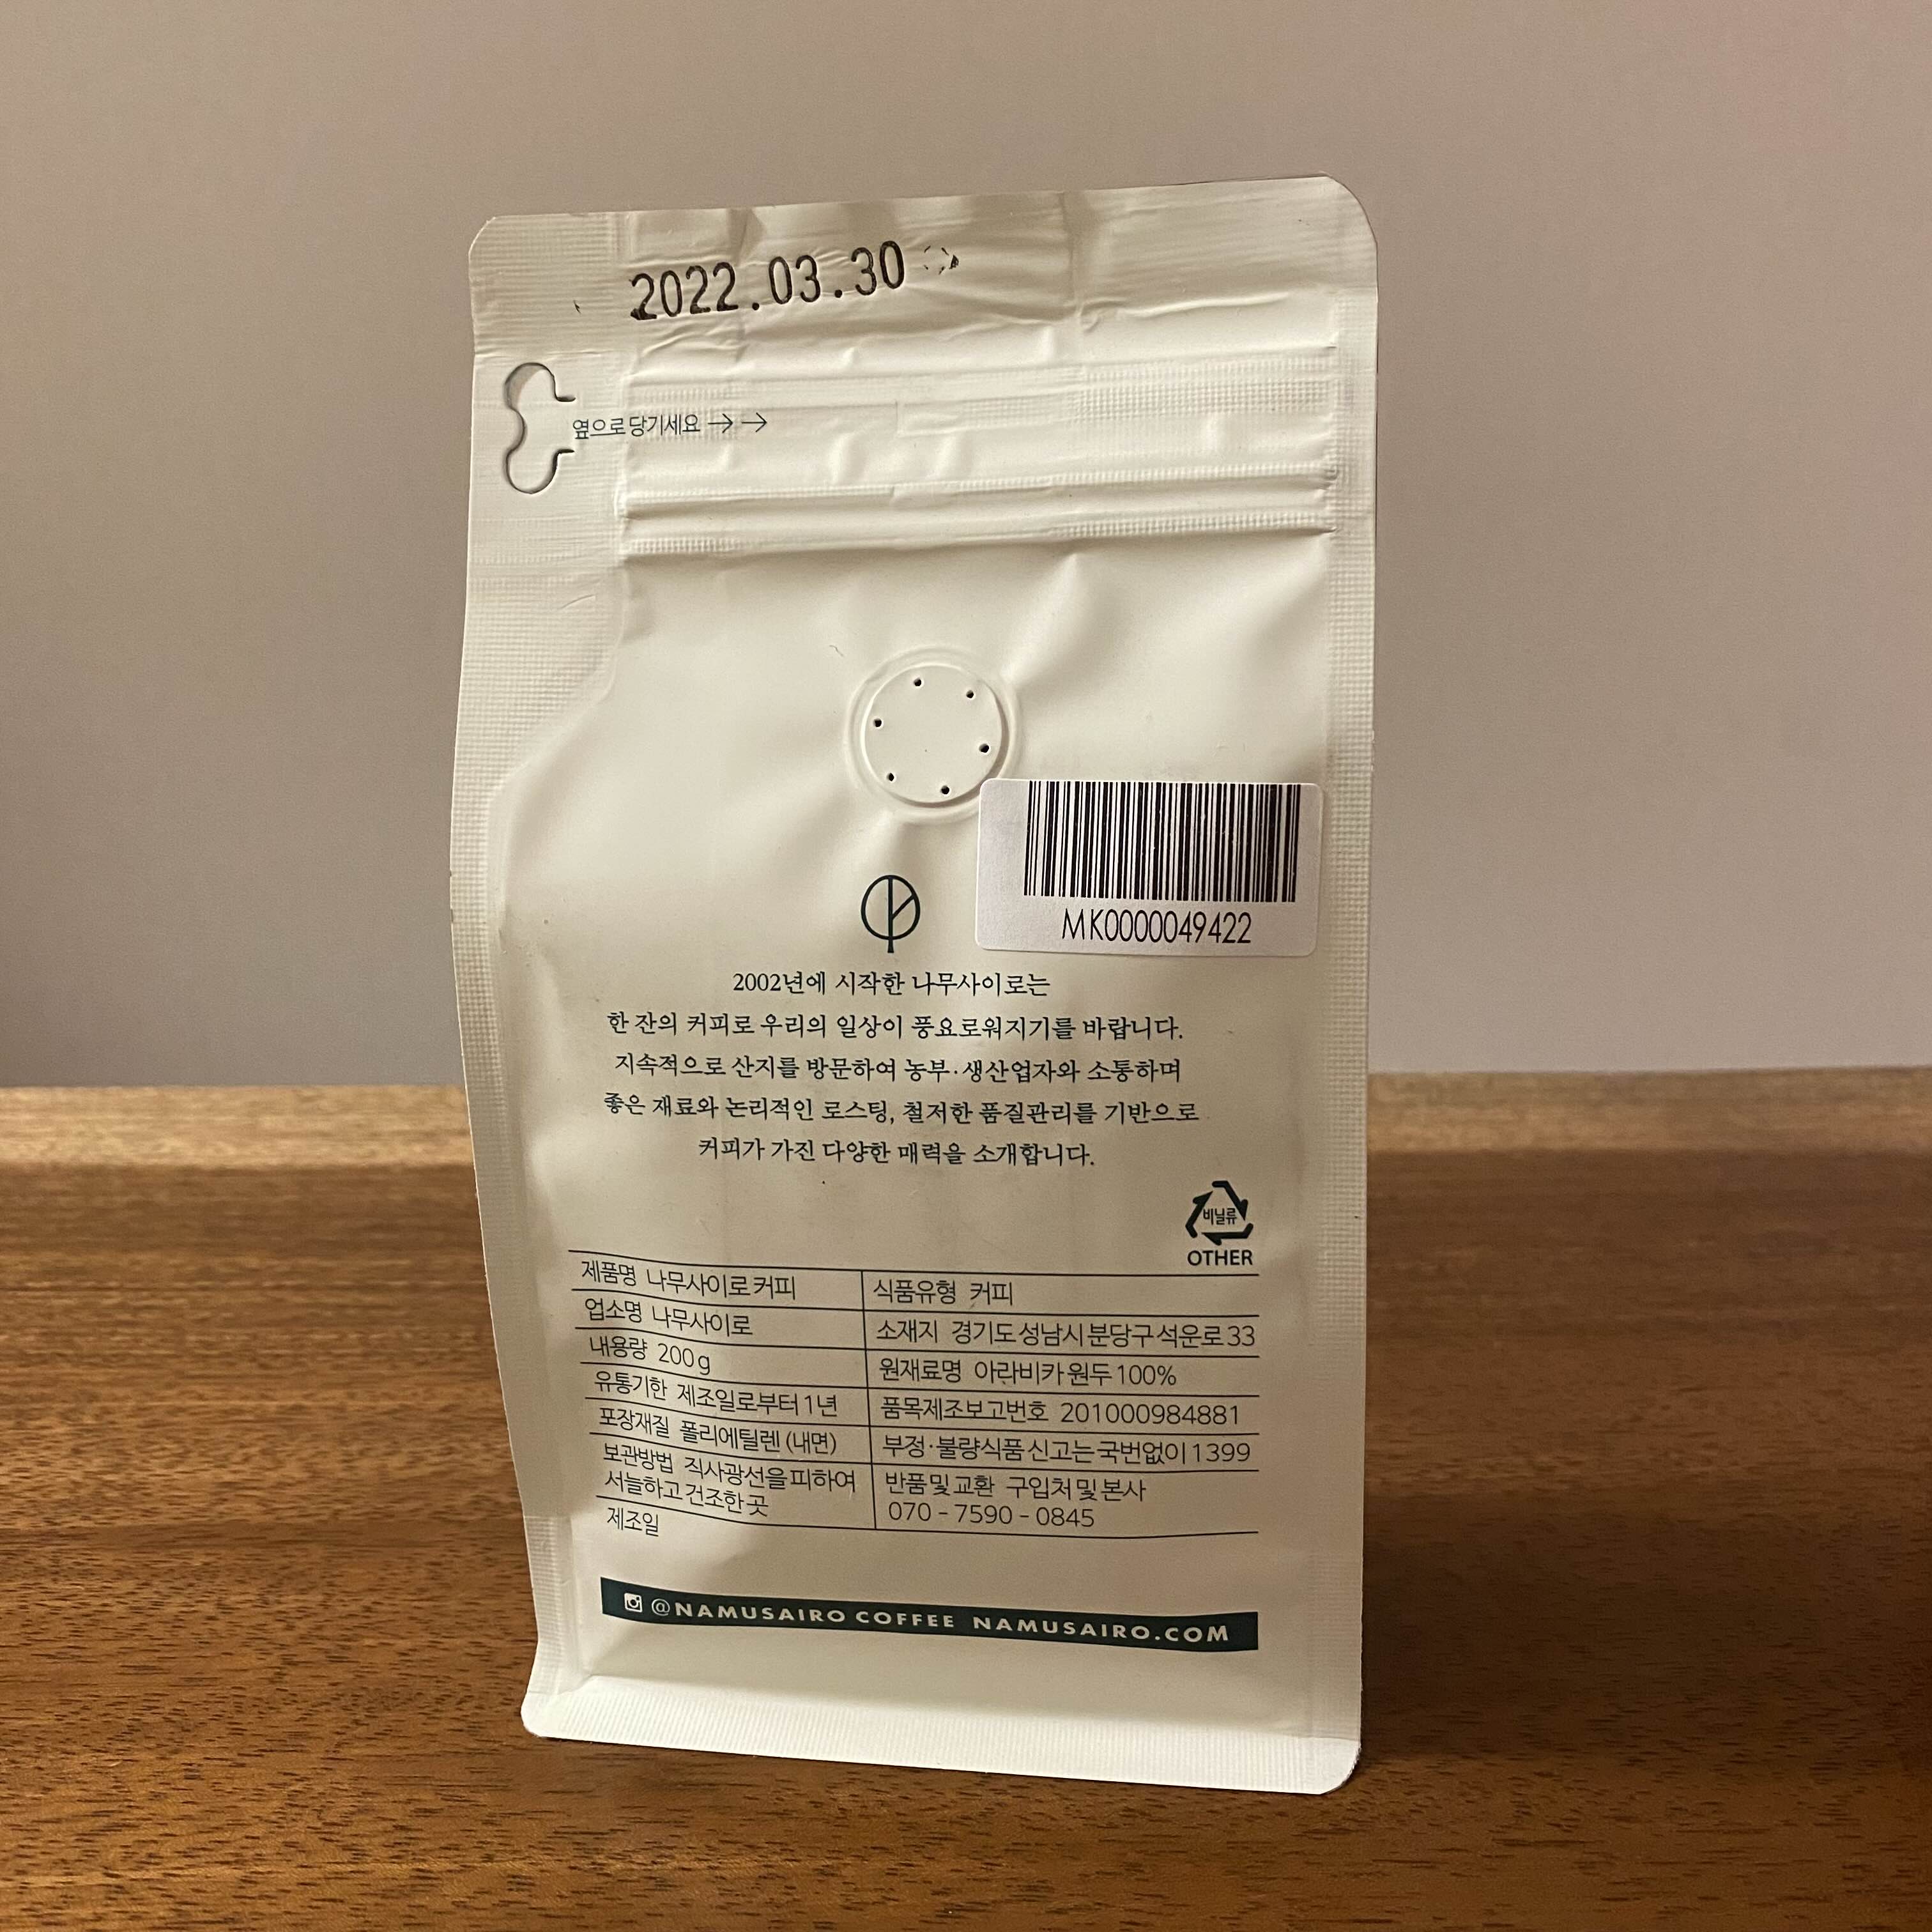 2022.03.30
옆으로 당기세요 →→
MK0000049422
2002년에 시작한 나무사이로는
한 잔의 커피로 우리의 일상이 풍요로워지기를 바랍니다.
지속적으로 산지를 방문하여 농부·생산업자와 소통하며
좋은 재료와 논리적인 로스팅, 철저한 품질관리를 기반으로
커피가 가진 다양한 매력을 소개합니다.
비닐류
OTHER
제품명 나무사이로 커피
식품유형 커피
업소명 나무사이로
소재지 경기도 성남시 분당구 석운로 33
내용량 200g
원재료명 아라비카 원두 100%
유통기한 제조일로부터 1년
품목제조보고번호 201000984881
포장재질 폴리에틸렌 (내면)
부정·불량식품 신고는 국번없이 1399
보관방법 직사광선을 피하여
서늘하고 건조한 곳
반품 및 교환 구입처 및 본사
070 - 7590 - 0845
제조일
@NAMUSAIRO COFFEE NAMUSAIRO.COM